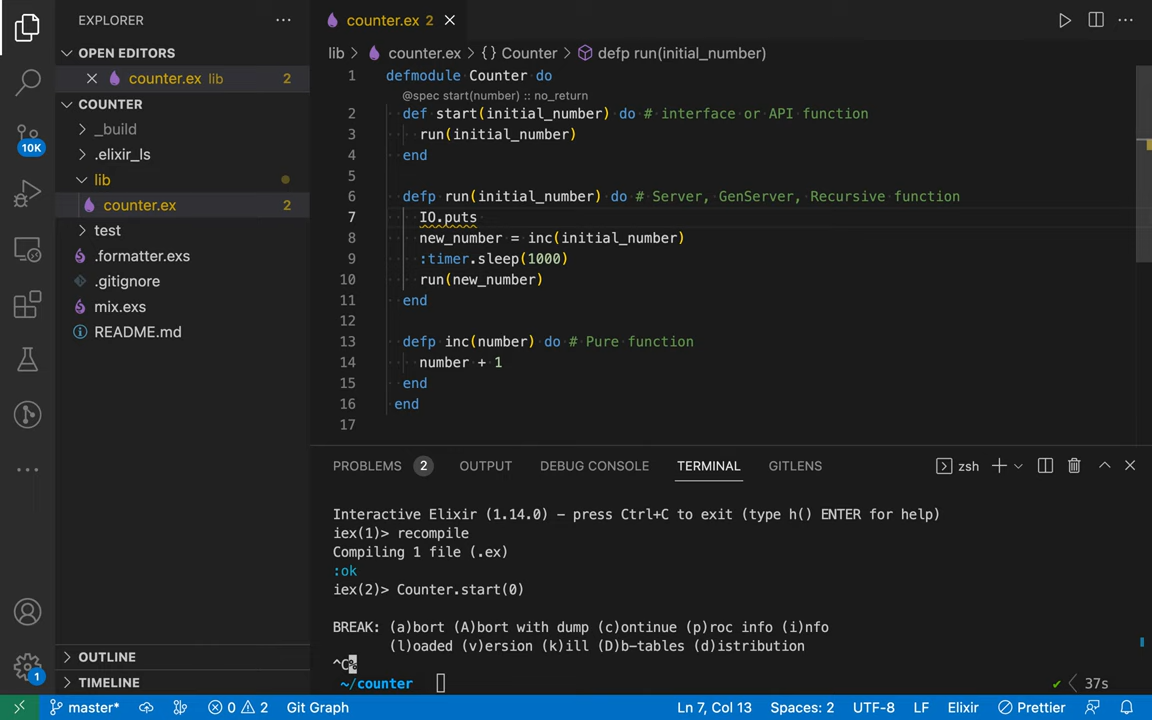 EXPLORER
OPEN EDITORS
counter.ex lib 2
COUNTER
_build
.elixir_ls
lib
counter.ex 2
test
.formatter.exs
.gitignore
mix.exs
README.md
OUTLINE
TIMELINE
10K
1
counter.ex 2
lib > counter.ex > {} Counter > defp run(initial_number)
1 defmodule Counter do
@spec start(number) :: no_return
2 def start(initial_number) do # interface or API function
3 run(initial_number)
4 end
5
6 defp run(initial_number) do # Server, GenServer, Recursive function
7 IO.puts
8 new_number = inc(initial_number)
9 :timer.sleep(1000)
10 run(new_number)
11 end
12
13 defp inc(number) do # Pure function
14 number + 1
15 end
16 end
17
PROBLEMS 2 OUTPUT DEBUG CONSOLE TERMINAL GITLENS zsh
Interactive Elixir (1.14.0) – press Ctrl+C to exit (type h() ENTER for help)
iex(1)> recompile
Compiling 1 file (.ex)
:ok
iex(2)> Counter.start(0)
BREAK: (a)bort (A)bort with dump (c)ontinue (p)roc info (i)nfo
(l)oaded (v)ersion (k)ill (D)b-tables (d)istribution
^C%
~/counter 37s
master* 0 2 Git Graph Ln 7, Col 13 Spaces: 2 UTF-8 LF Elixir Prettier